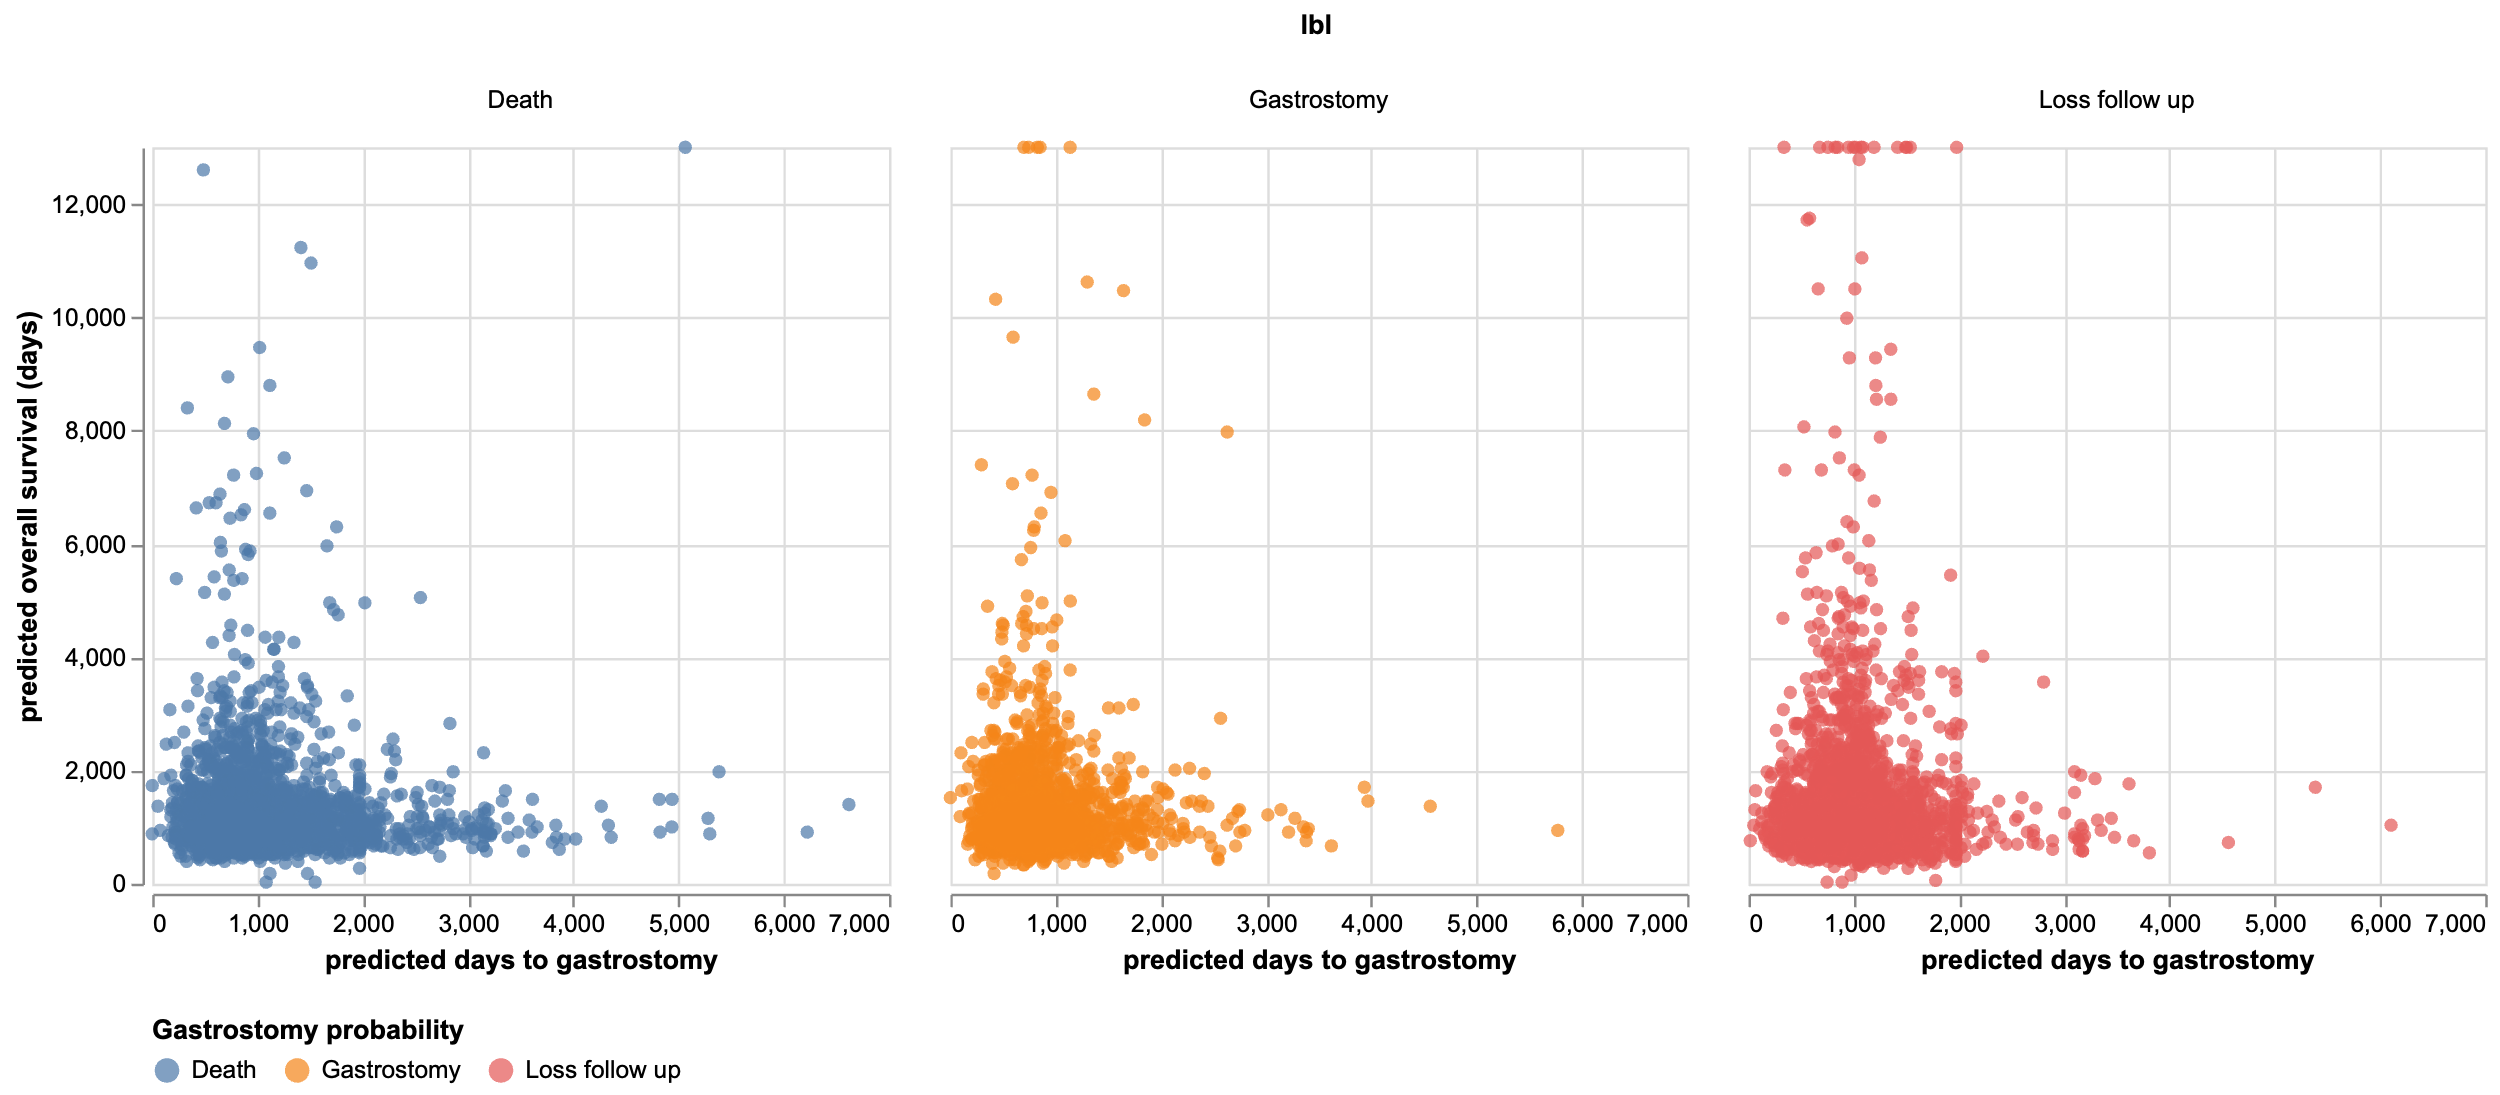 lbl
Death
Gastrostomy
Loss follow up
predicted overall survival (days)
12,000
10,000
8,000
6,000
4,000
2,000
0
0 1,000 2,000 3,000 4,000 5,000 6,000 7,000
0 1,000 2,000 3,000 4,000 5,000 6,000 7,000
0 1,000 2,000 3,000 4,000 5,000 6,000 7,000
predicted days to gastrostomy
predicted days to gastrostomy
predicted days to gastrostomy
Gastrostomy probability
Death
Gastrostomy
Loss follow up